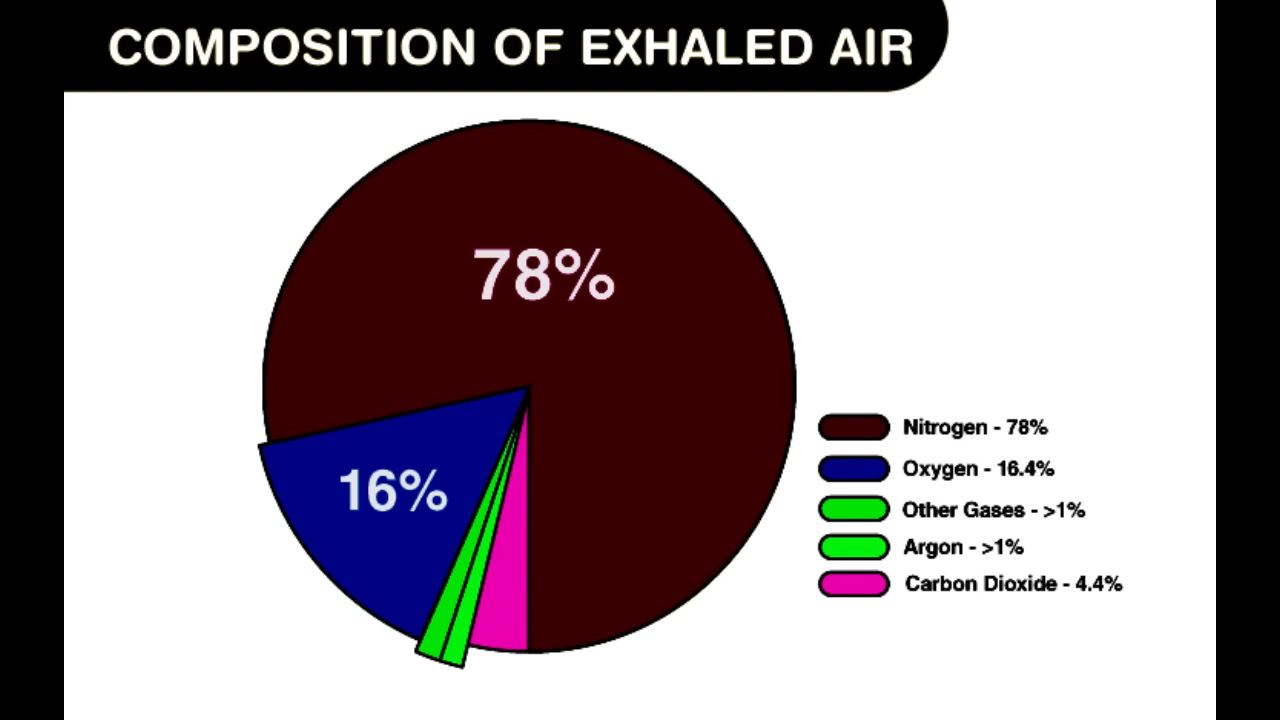 COMPOSITION OF EXHALED AIR
78%
16%
Nitrogen - 78%
Oxygen - 16.4%
Other Gases - >1%
Argon - >1%
Carbon Dioxide - 4.4%